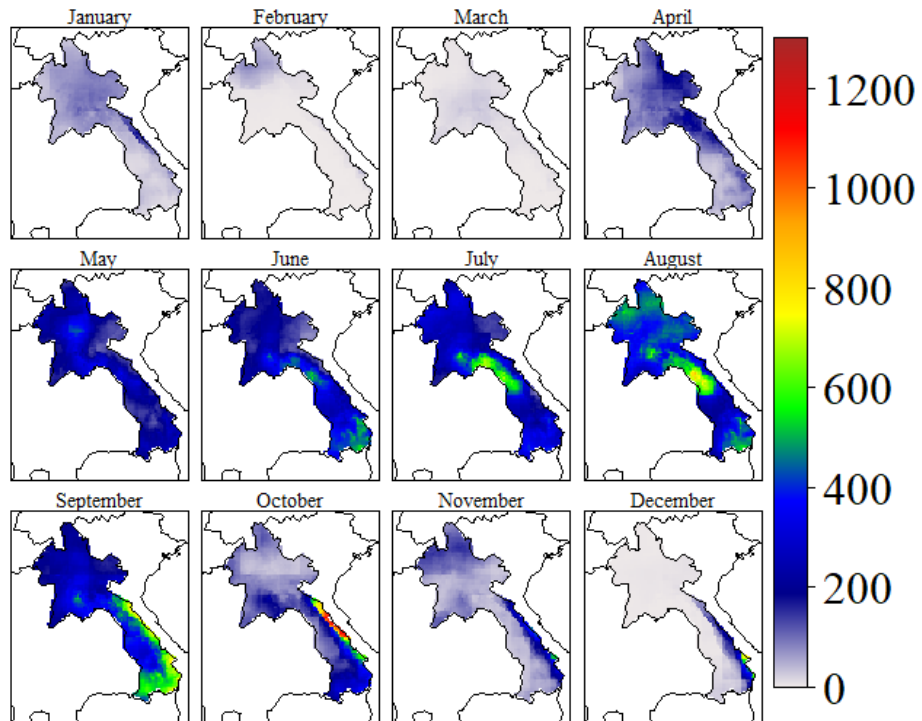 January February March April
1200
1000
May June July August
800
600
400
September October November December
200
0